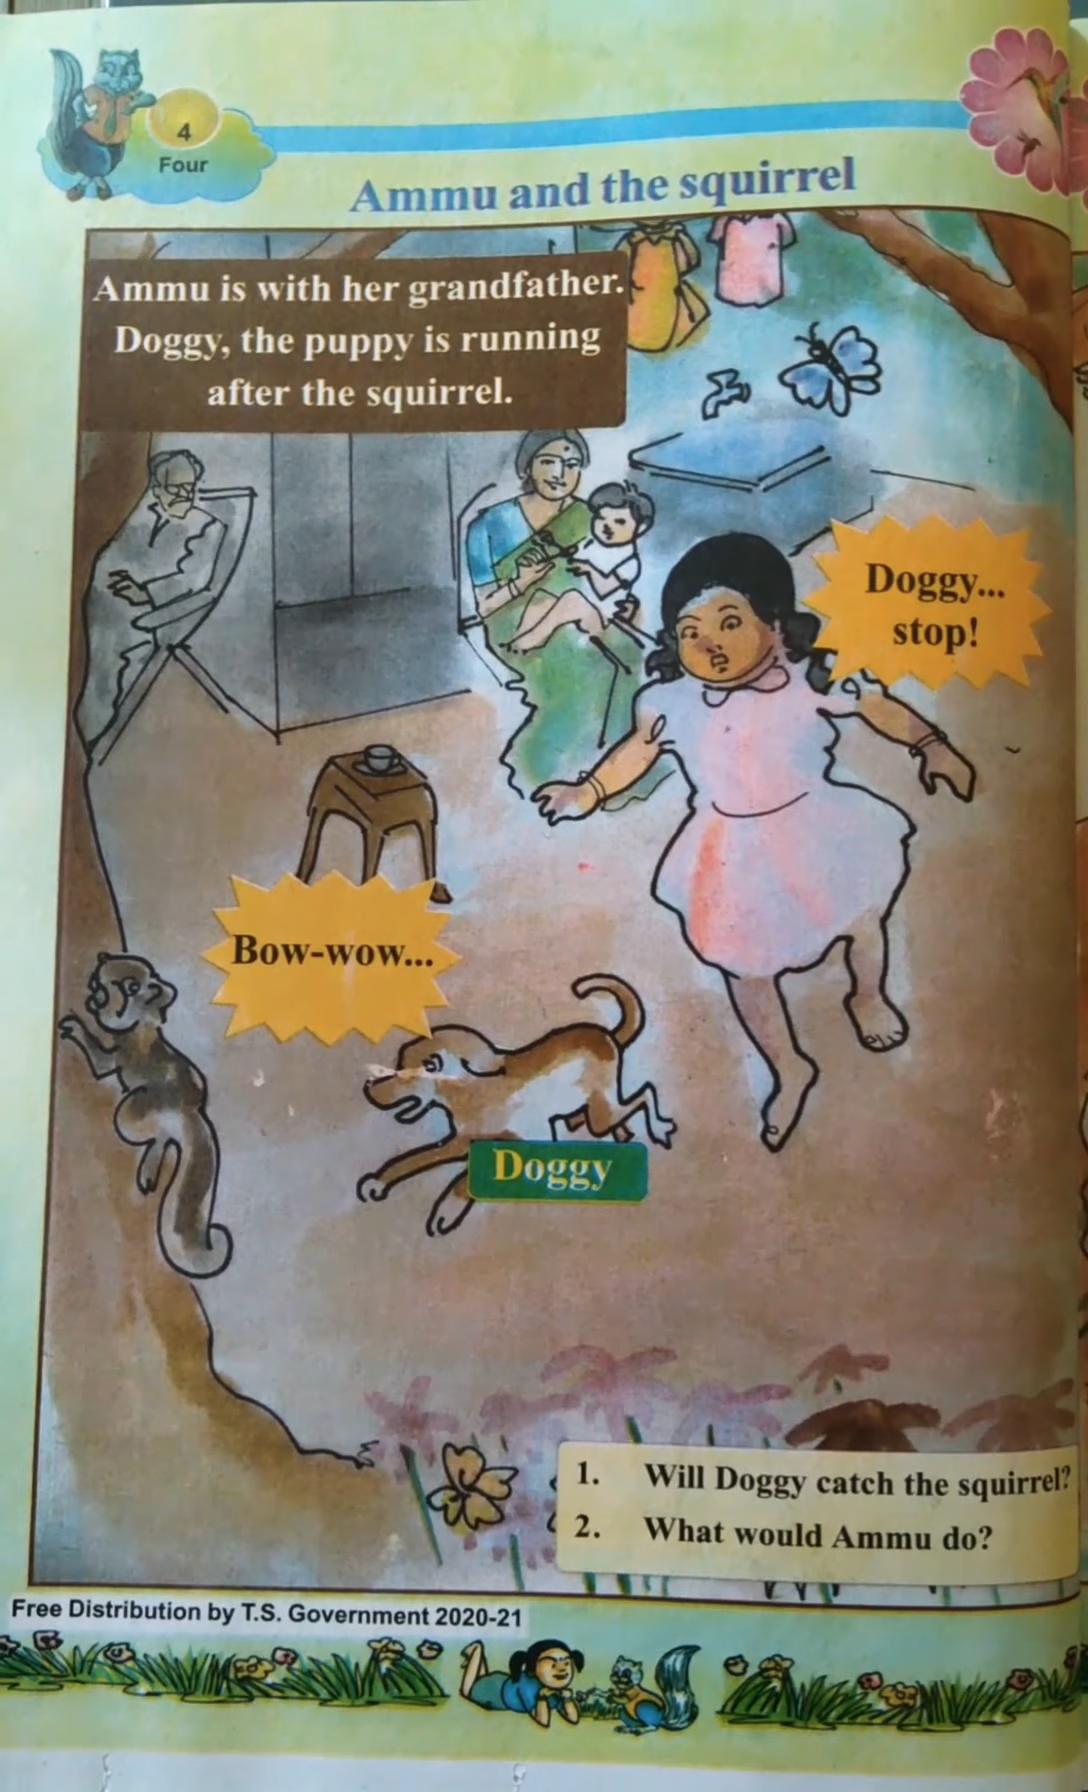 4
Four
Ammu and the squirrel
Ammu is with her grandfather.
Doggy, the puppy is running
after the squirrel.
Doggy...
stop!
Bow-wow...
Doggy
1. Will Doggy catch the squirrel?
2. What would Ammu do?
Free Distribution by T.S. Government 2020-21